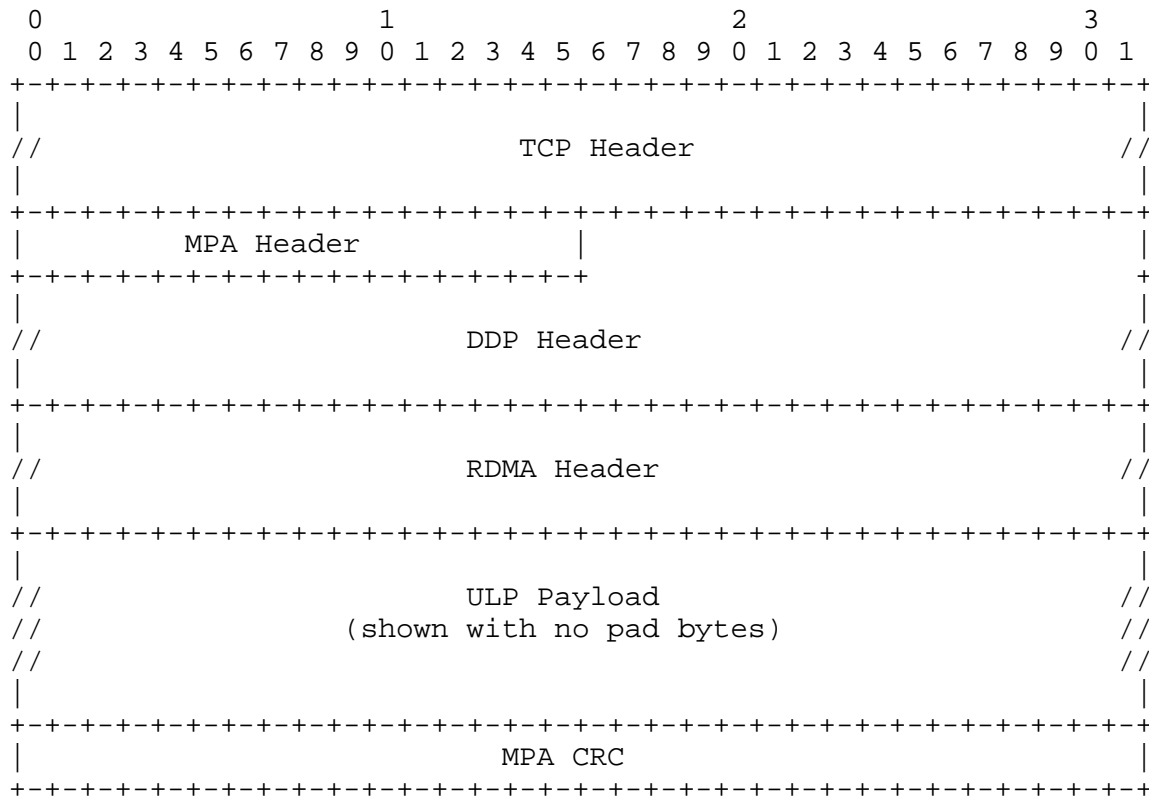 0                   1                   2                   3
 0 1 2 3 4 5 6 7 8 9 0 1 2 3 4 5 6 7 8 9 0 1 2 3 4 5 6 7 8 9 0 1
+-+-+-+-+-+-+-+-+-+-+-+-+-+-+-+-+-+-+-+-+-+-+-+-+-+-+-+-+-+-+-+-+
|                                                               |
//                           TCP Header                        //
|                                                               |
+-+-+-+-+-+-+-+-+-+-+-+-+-+-+-+-+-+-+-+-+-+-+-+-+-+-+-+-+-+-+-+-+
|         MPA Header            |                               |
+-+-+-+-+-+-+-+-+-+-+-+-+-+-+-+-+                               +
|                                                               |
//                        DDP Header                           //
|                                                               |
+-+-+-+-+-+-+-+-+-+-+-+-+-+-+-+-+-+-+-+-+-+-+-+-+-+-+-+-+-+-+-+-+
|                                                               |
//                        RDMA Header                          //
|                                                               |
+-+-+-+-+-+-+-+-+-+-+-+-+-+-+-+-+-+-+-+-+-+-+-+-+-+-+-+-+-+-+-+-+
|                                                               |
//                        ULP Payload                          //
//                 (shown with no pad bytes)                   //
//                                                             //
|                                                               |
+-+-+-+-+-+-+-+-+-+-+-+-+-+-+-+-+-+-+-+-+-+-+-+-+-+-+-+-+-+-+-+-+
|                           MPA CRC                             |
+-+-+-+-+-+-+-+-+-+-+-+-+-+-+-+-+-+-+-+-+-+-+-+-+-+-+-+-+-+-+-+-+